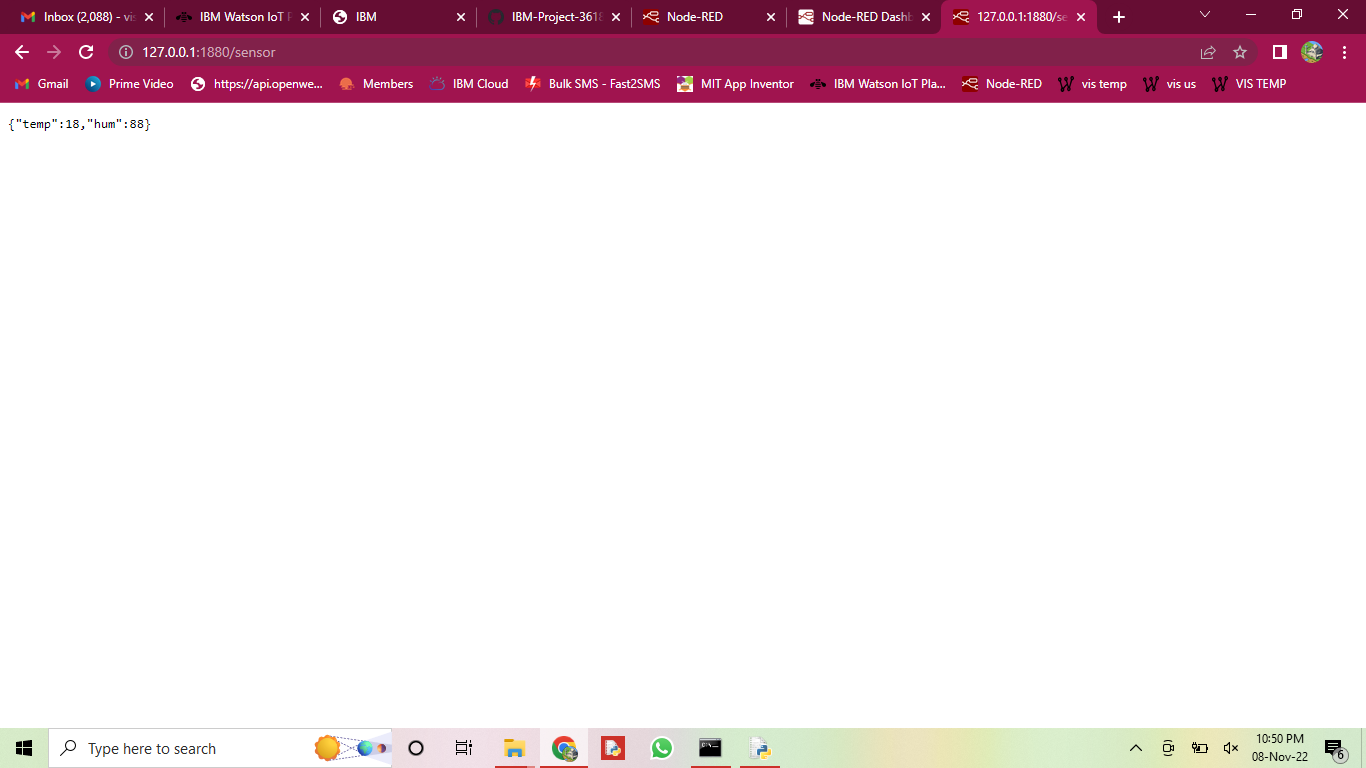 Inbox (2,088) - vis
IBM Watson IoT P
IBM
IBM-Project-3618
Node-RED
Node-RED Dashb
127.0.0.1:1880/se
127.0.0.1:1880/sensor
Gmail
Prime Video
https://api.openwe...
Members
IBM Cloud
Bulk SMS - Fast2SMS
MIT App Inventor
IBM Watson IoT Pla...
Node-RED
vis temp
vis us
VIS TEMP
{"temp":18,"hum":88}
Type here to search
10:50 PM
08-Nov-22
6